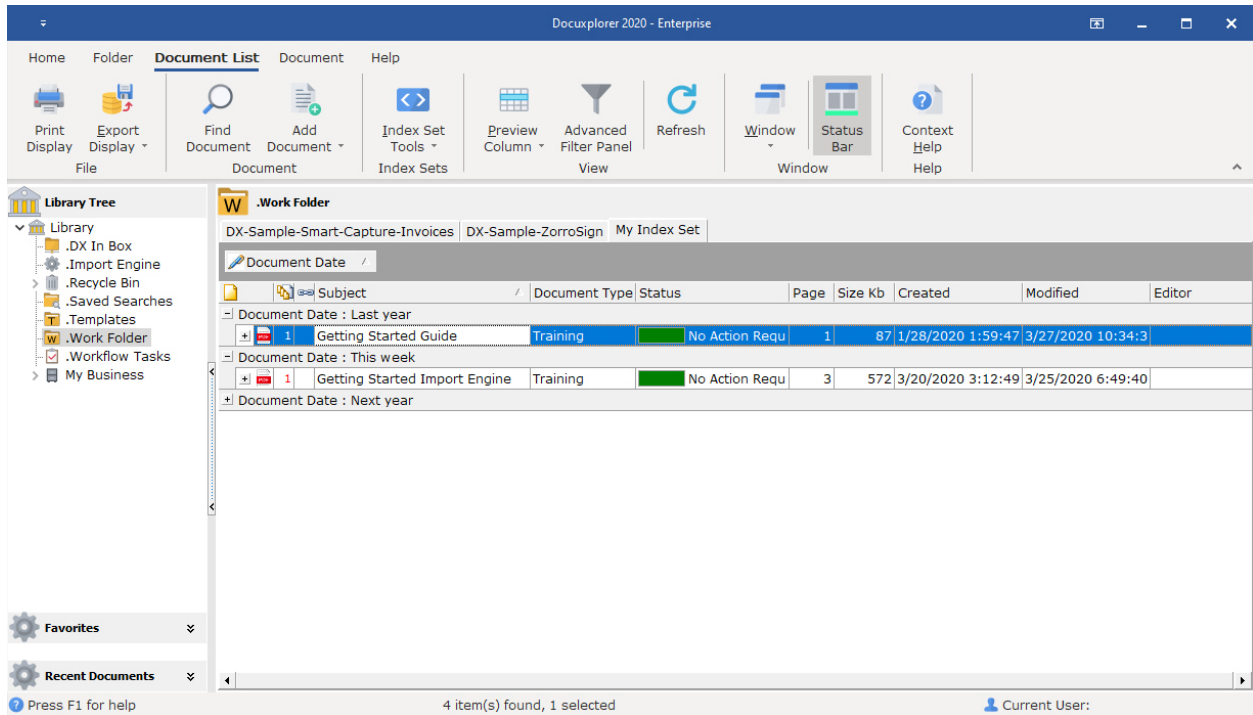 Docuxplorer 2020 - Enterprise
Home Folder Document List Document Help
Print Display
Export Display
Find Document
Add Document
Index Set Tools
Preview Column
Advanced Filter Panel
Refresh
Window
Status Bar
Context Help
File Document Index Sets View Window Help
Library Tree
Library
.DX In Box
.Import Engine
.Recycle Bin
.Saved Searches
.Templates
.Work Folder
.Workflow Tasks
My Business
Favorites
Recent Documents
W .Work Folder
DX-Sample-Smart-Capture-Invoices DX-Sample-ZorroSign My Index Set
Document Date
Subject Document Type Status Page Size Kb Created Modified Editor
Document Date : Last year
1 Getting Started Guide Training No Action Requ 1 87 1/28/2020 1:59:47 3/27/2020 10:34:3
Document Date : This week
1 Getting Started Import Engine Training No Action Requ 3 572 3/20/2020 3:12:49 3/25/2020 6:49:40
Document Date : Next year
Press F1 for help 4 item(s) found, 1 selected Current User: